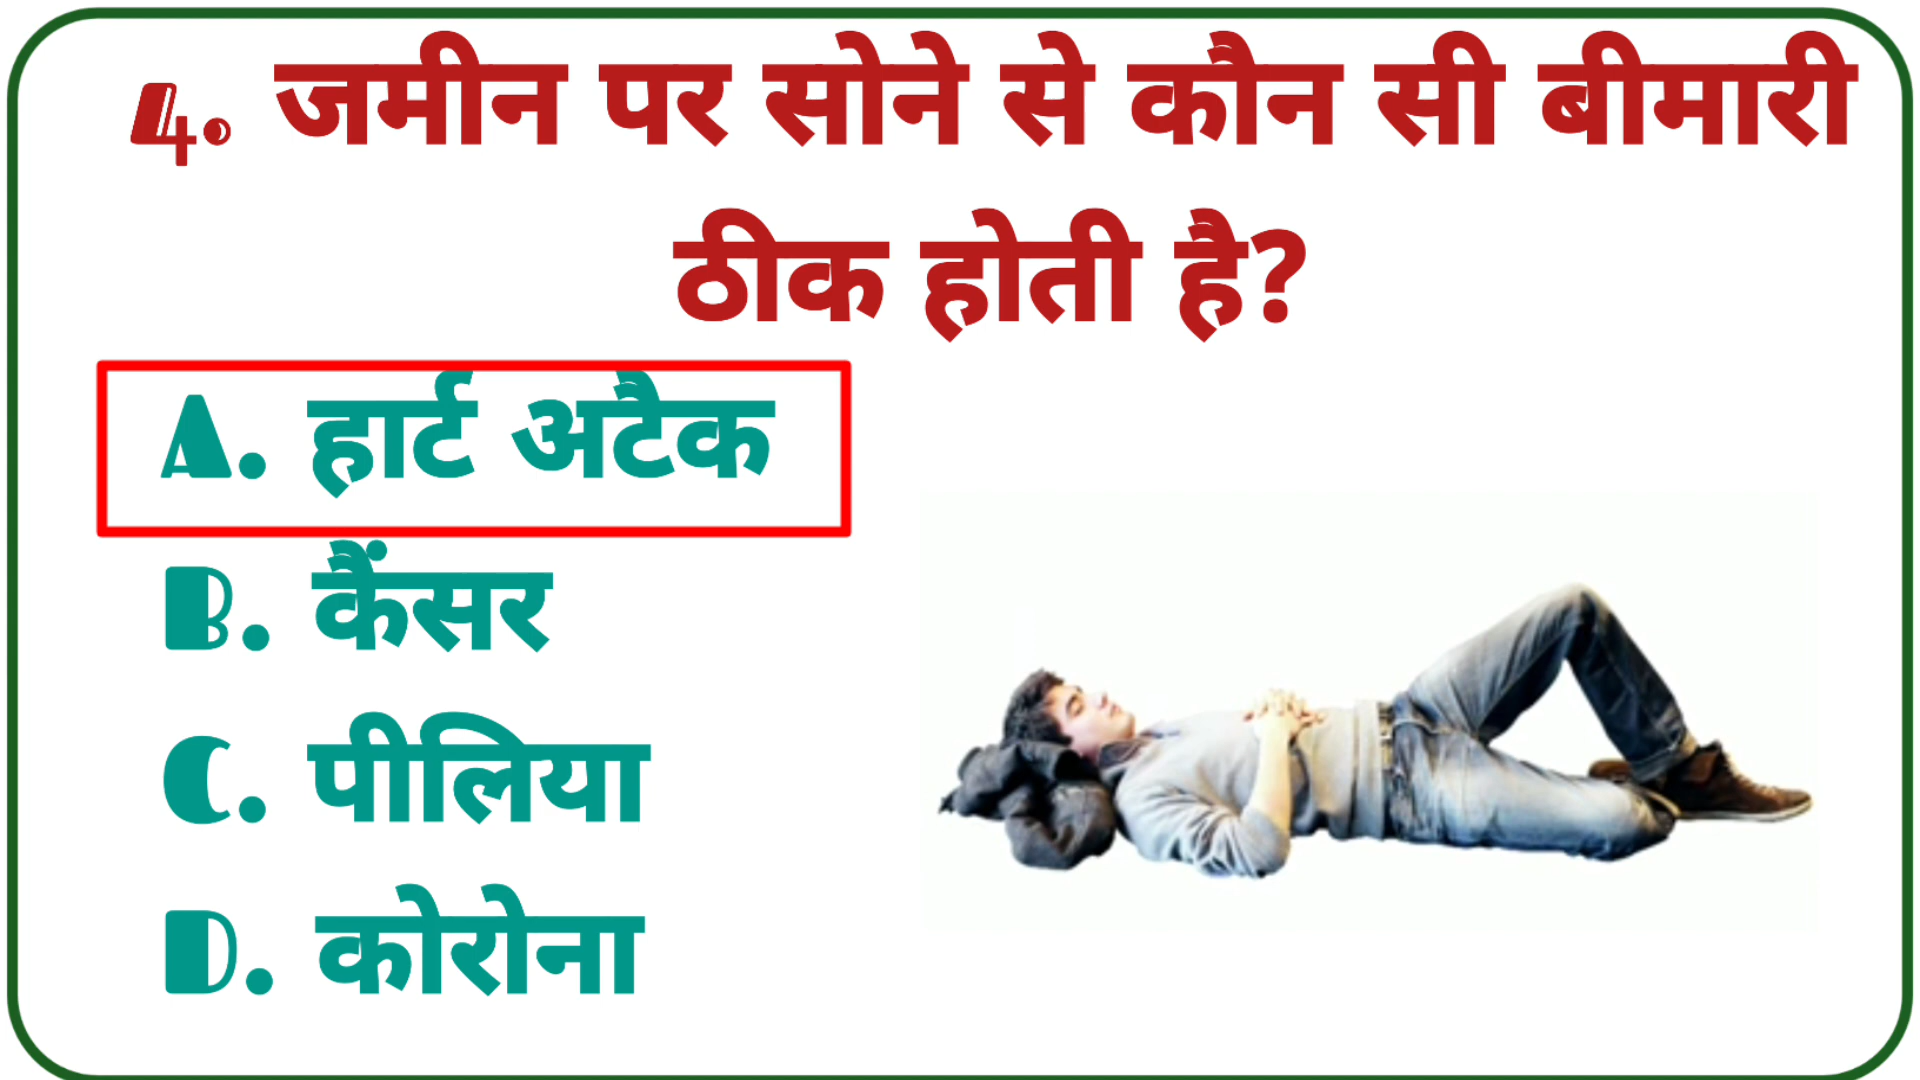 4. जमीन पर सोने से कौन सी बीमारी
ठीक होती है?
A. हार्ट अटैक
B. कैंसर
C. पीलिया
D. कोरोना